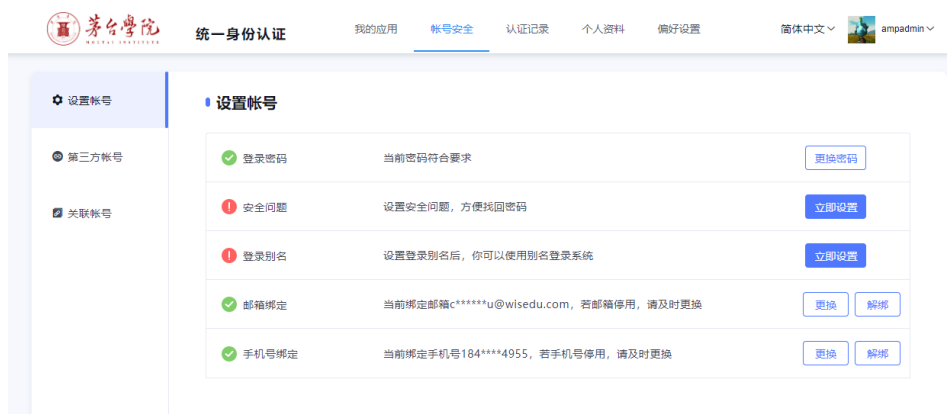 茅台學院
MOUTAI INSTITUTE
统一身份认证
我的应用 帐号安全 认证记录 个人资料 偏好设置
简体中文 ampadmin
设置帐号
第三方帐号
关联帐号
设置帐号
登录密码 当前密码符合要求 更换密码
安全问题 设置安全问题，方便找回密码 立即设置
登录别名 设置登录别名后，你可以使用别名登录系统 立即设置
邮箱绑定 当前绑定邮箱c******u@wisedu.com，若邮箱停用，请及时更换 更换 解绑
手机号绑定 当前绑定手机号184****4955，若手机号停用，请及时更换 更换 解绑